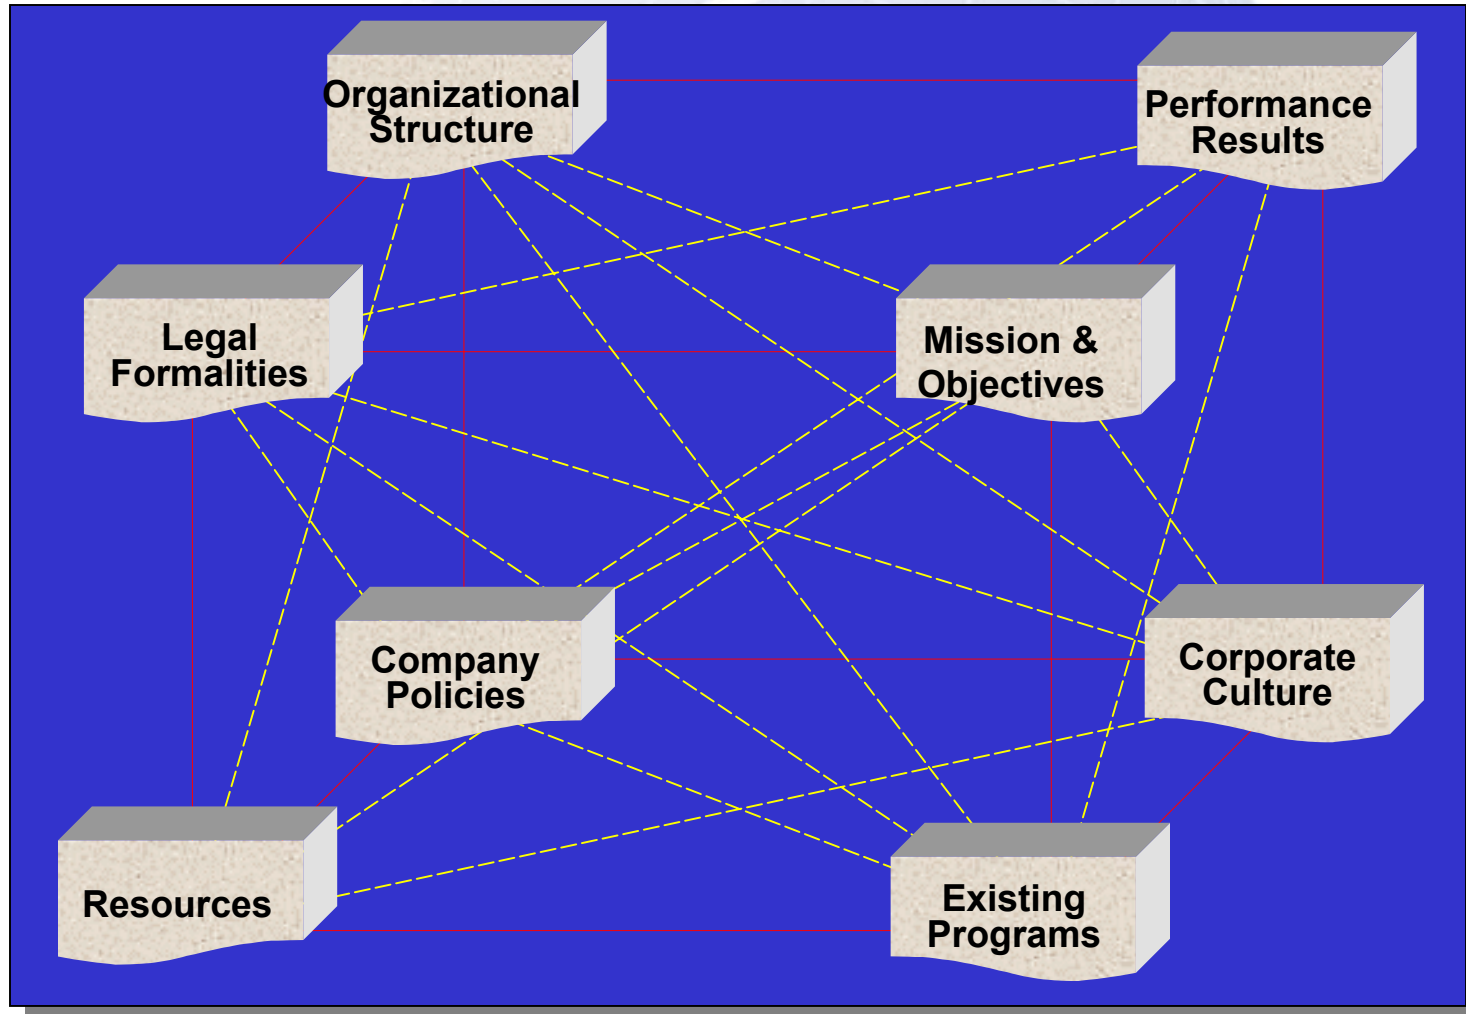 Organizational
Structure
Performance
Results
Legal
Formalities
Mission &
Objectives
Company
Policies
Corporate
Culture
Resources
Existing
Programs